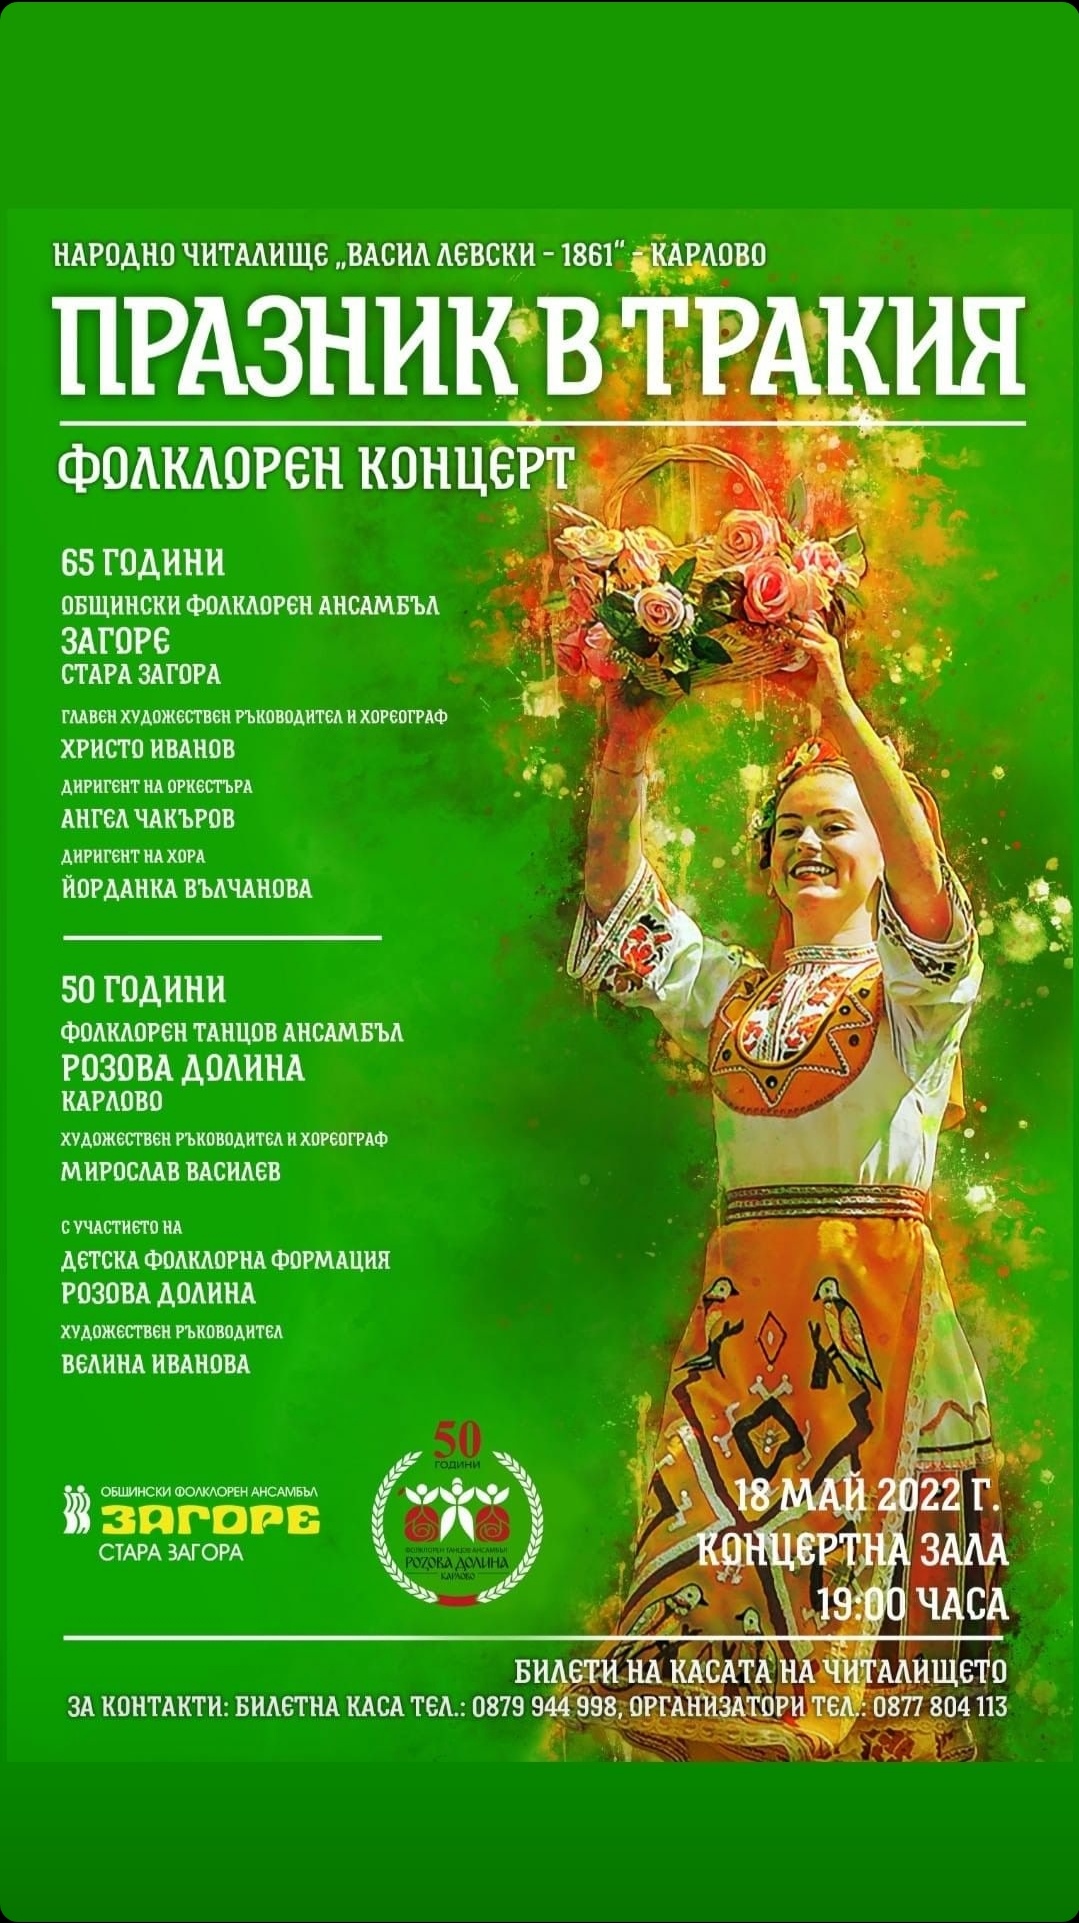 НАРОДНО ЧИТАЛИЩЕ „ВАСИЛ ЛЕВСКИ - 1861“ - КАРЛОВО
ПРАЗНИК В ТРАКИЯ
ФОЛКЛОРЕН КОНЦЕРТ
65 ГОДИНИ
ОБЩИНСКИ ФОЛКЛОРЕН АНСАМБЪЛ
ЗАГОРЕ
СТАРА ЗАГОРА
ГЛАВЕН ХУДОЖЕСТВЕН РЪКОВОДИТЕЛ И ХОРЕОГРАФ
ХРИСТО ИВАНОВ
ДИРИГЕНТ НА ОРКЕСТЪРА
АНГЕЛ ЧАКЪРОВ
ДИРИГЕНТ НА ХОРА
ЙОРДАНКА ВЪЛЧАНОВА
50 ГОДИНИ
ФОЛКЛОРЕН ТАНЦОВ АНСАМБЪЛ
РОЗОВА ДОЛИНА
КАРЛОВО
ХУДОЖЕСТВЕН РЪКОВОДИТЕЛ И ХОРЕОГРАФ
МИРОСЛАВ ВАСИЛЕВ
С УЧАСТИЕТО НА
ДЕТСКА ФОЛКЛОРНА ФОРМАЦИЯ
РОЗОВА ДОЛИНА
ХУДОЖЕСТВЕН РЪКОВОДИТЕЛ
ВЕЛИНА ИВАНОВА
ОБЩИНСКИ ФОЛКЛОРЕН АНСАМБЪЛ
ЗАГОРЕ
СТАРА ЗАГОРА
50
ГОДИНИ
ФОЛКЛОРЕН ТАНЦОВ АНСАМБЪЛ
РОЗОВА ДОЛИНА
КАРЛОВО
18 МАЙ 2022 Г.
КОНЦЕРТНА ЗАЛА
19:00 ЧАСА
БИЛЕТИ НА КАСАТА НА ЧИТАЛИЩЕТО
ЗА КОНТАКТИ: БИЛЕТНА КАСА ТЕЛ.: 0879 944 998, ОРГАНИЗАТОРИ ТЕЛ.: 0877 804 113